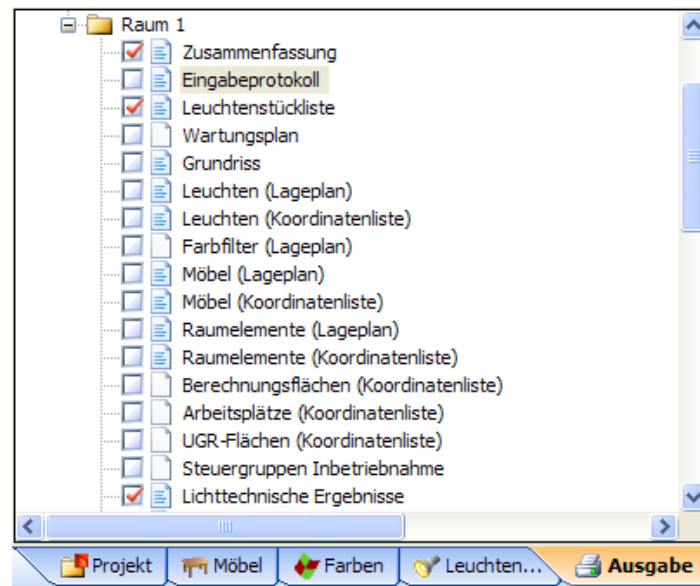 Raum 1
Zusammenfassung
Eingabeprotokoll
Leuchtenstückliste
Wartungsplan
Grundriss
Leuchten (Lageplan)
Leuchten (Koordinatenliste)
Farbfilter (Lageplan)
Möbel (Lageplan)
Möbel (Koordinatenliste)
Raumelemente (Lageplan)
Raumelemente (Koordinatenliste)
Berechnungsflächen (Koordinatenliste)
Arbeitsplätze (Koordinatenliste)
UGR-Flächen (Koordinatenliste)
Steuergruppen Inbetriebnahme
Lichttechnische Ergebnisse
Projekt Möbel Farben Leuchten... Ausgabe